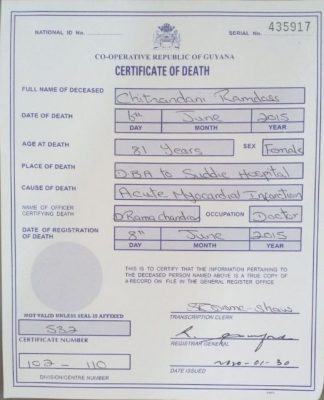 NATIONAL ID No. SERIAL No. 435917
CO-OPERATIVE REPUBLIC OF GUYANA
CERTIFICATE OF DEATH
FULL NAME OF DECEASED Chitrandani Ramdass
DATE OF DEATH 6th June 2015
DAY MONTH YEAR
AGE AT DEATH 81 Years SEX Female
PLACE OF DEATH D.B.A to Suddie Hospital
CAUSE OF DEATH Acute Myocardial Infarction
NAME OF OFFICER CERTIFYING DEATH D Ramachandra OCCUPATION Doctor
DATE OF REGISTRATION OF DEATH 8th June 2015
DAY MONTH YEAR
THIS IS TO CERTIFY THAT THE INFORMATION PERTAINING TO
THE DECEASED PERSON NAMED ABOVE IS A TRUE COPY OF
A RECORD ON FILE IN THE GENERAL REGISTER OFFICE
NOT VALID UNLESS SEAL IS AFFIXED
TRANSCRIPTION CLERK
532
CERTIFICATE NUMBER
REGISTRAR GENERAL
102 - 110
DIVISION/CENTRE NUMBER
DATE ISSUED